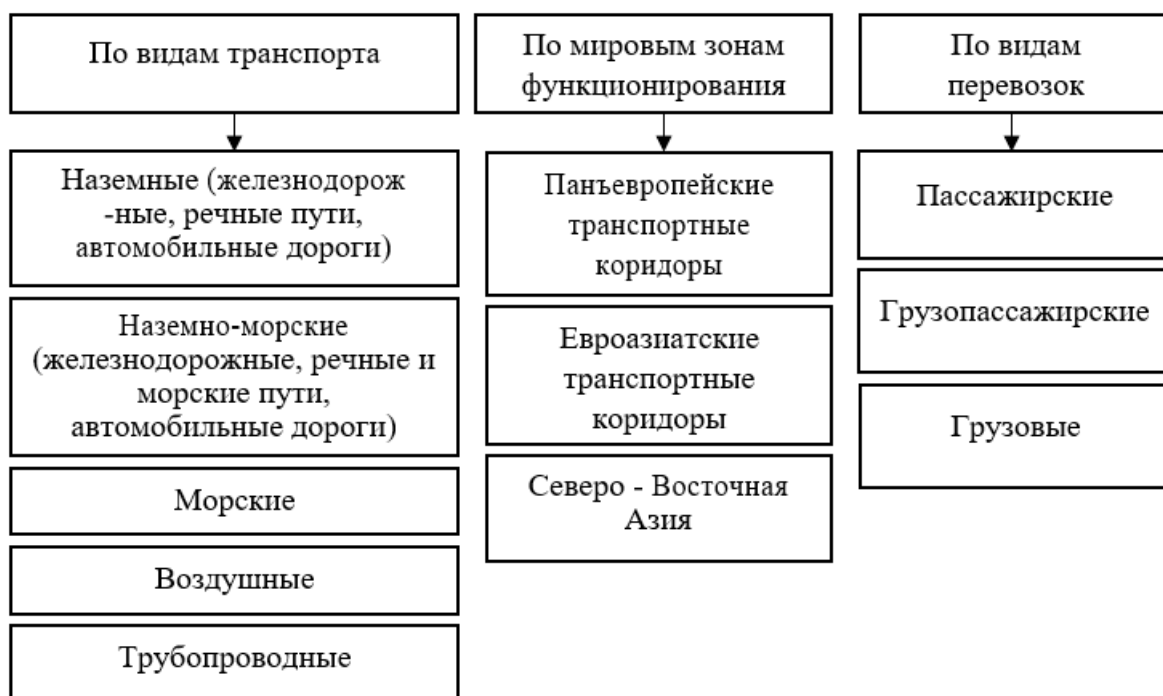 По видам транспорта
Наземные (железнодорож
-ные, речные пути,
автомобильные дороги)
Наземно-морские
(железнодорожные, речные и
морские пути,
автомобильные дороги)
Морские
Воздушные
Трубопроводные
По мировым зонам
функционирования
Панъевропейские
транспортные
коридоры
Евроазиатские
транспортные
коридоры
Северо - Восточная
Азия
По видам
перевозок
Пассажирские
Грузопассажирские
Грузовые